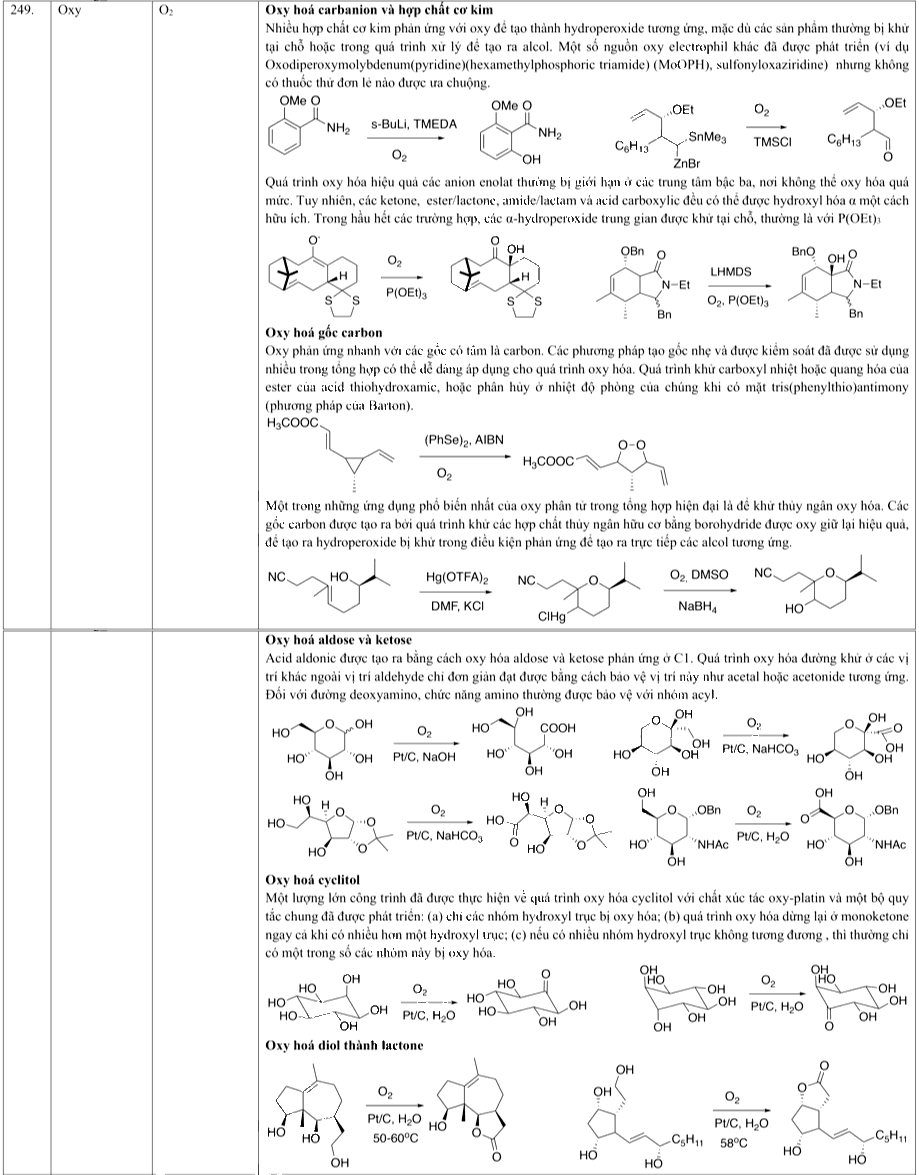 249.
Oxy
O₂
Oxy hoá carbanion và hợp chất cơ kim
Nhiều hợp chất cơ kim phản ứng với oxy để tạo thành hydroperoxide tương ứng, mặc dù các sản phẩm thường bị khử
tại chỗ hoặc trong quá trình xử lý để tạo ra alcol. Một số nguồn oxy electrophil khác đã được phát triển (ví dụ
Oxodiperoxymolybdenum(pyridine)(hexamethylphosphoric triamide) (MoOPH), sulfonyloxaziridine) nhưng không
có thuốc thử đơn lẻ nào được ưa chuộng.
OMe O
NH₂
s-BuLi, TMEDA
O₂
OMe O
NH₂
OH
OEt
SnMe₃
C₆H₁₃
ZnBr
O₂
TMSCl
OEt
C₆H₁₃
O
Quá trình oxy hóa hiệu quả các anion enolat thường bị giới hạn ở các trung tâm bậc ba, nơi không thể oxy hóa quá
mức. Tuy nhiên, các ketone, ester/lactone, amide/lactam và acid carboxylic đều có thể được hydroxyl hóa α một cách
hữu ích. Trong hầu hết các trường hợp, các α-hydroperoxide trung gian được khử tại chỗ, thường là với P(OEt)₃
O⁻
H
S S
O₂
P(OEt)₃
O
OH
H
S S
OBn
O
N-Et
Bn
LHMDS
O₂, P(OEt)₃
BnO
OH O
N-Et
Bn
Oxy hoá gốc carbon
Oxy phản ứng nhanh với các gốc có tâm là carbon. Các phương pháp tạo gốc nhẹ và được kiểm soát đã được sử dụng
nhiều trong tổng hợp có thể dễ dàng áp dụng cho quá trình oxy hóa. Quá trình khử carboxyl nhiệt hoặc quang hóa của
ester của acid thiohydroxamic, hoặc phân hủy ở nhiệt độ phòng của chúng khi có mặt tris(phenylthio)antimony
(phương pháp của Barton).
H₃COOC
(PhSe)₂, AIBN
O₂
H₃COOC
O-O
Một trong những ứng dụng phổ biến nhất của oxy phân tử trong tổng hợp hiện đại là để khử thủy ngân oxy hóa. Các
gốc carbon được tạo ra bởi quá trình khử các hợp chất thủy ngân hữu cơ bằng borohydride được oxy giữ lại hiệu quả,
để tạo ra hydroperoxide bị khử trong điều kiện phản ứng để tạo ra trực tiếp các alcol tương ứng.
NC
HO
Hg(OTFA)₂
DMF, KCl
NC
O
ClHg
O₂, DMSO
NaBH₄
NC
O
HO
Oxy hoá aldose và ketose
Acid aldonic được tạo ra bằng cách oxy hóa aldose và ketose phản ứng ở C1. Quá trình oxy hóa đường khử ở các vị
trí khác ngoài vị trí aldehyde chỉ đơn giản đạt được bằng cách bảo vệ vị trí này như acetal hoặc acetonide tương ứng.
Đối với đường deoxyamino, chức năng amino thường được bảo vệ với nhóm acyl.
HO
O
OH
HO
OH
OH
O₂
Pt/C, NaOH
OH
HO
COOH
HO
OH
OH
O
OH
OH
HO
OH
OH
O₂
Pt/C, NaHCO₃
O
OH
O
OH
HO
OH
OH
HO
H
O
HO
O
HO
O
O₂
Pt/C, NaHCO₃
HO
H
O
HO
O
O
HO
O
OH
O
OBn
HO
NHAc
OH
O₂
Pt/C, H₂O
OH
O
O
OBn
HO
NHAc
OH
Oxy hoá cyclitol
Một lượng lớn công trình đã được thực hiện về quá trình oxy hóa cyclitol với chất xúc tác oxy-platin và một bộ quy
tắc chung đã được phát triển: (a) chỉ các nhóm hydroxyl trục bị oxy hóa; (b) quá trình oxy hóa dừng lại ở monoketone
ngay cả khi có nhiều hơn một hydroxyl trục; (c) nếu có nhiều nhóm hydroxyl trục không tương đương , thì thường chỉ
có một trong số các nhóm này bị oxy hóa.
OH
HO
HO
HO
OH
OH
O₂
Pt/C, H₂O
O
HO
HO
HO
OH
OH
OH
HO
OH
OH
OH
OH
O₂
Pt/C, H₂O
OH
HO
OH
OH
OH
O
Oxy hoá diol thành lactone
HO
HO
OH
O₂
Pt/C, H₂O
50-60ºC
HO
O
O
OH
OH
HO
HO
C₅H₁₁
O₂
Pt/C, H₂O
58ºC
O
O
HO
HO
C₅H₁₁